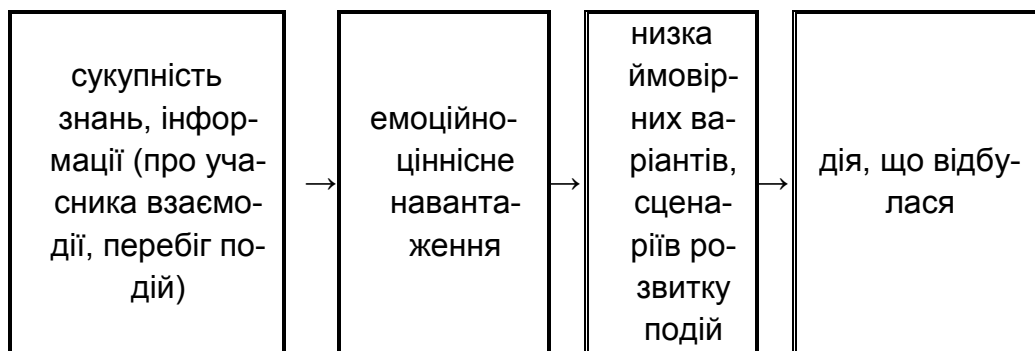 сукупність
знань, інфор-
мації (про уча-
сника взаємо-
дії, перебіг по-
дій)
→
емоційно-
ціннісне
наванта-
ження
→
низка
ймовір-
них ва-
ріантів,
сцена-
ріїв ро-
звитку
подій
→
дія, що відбу-
лася